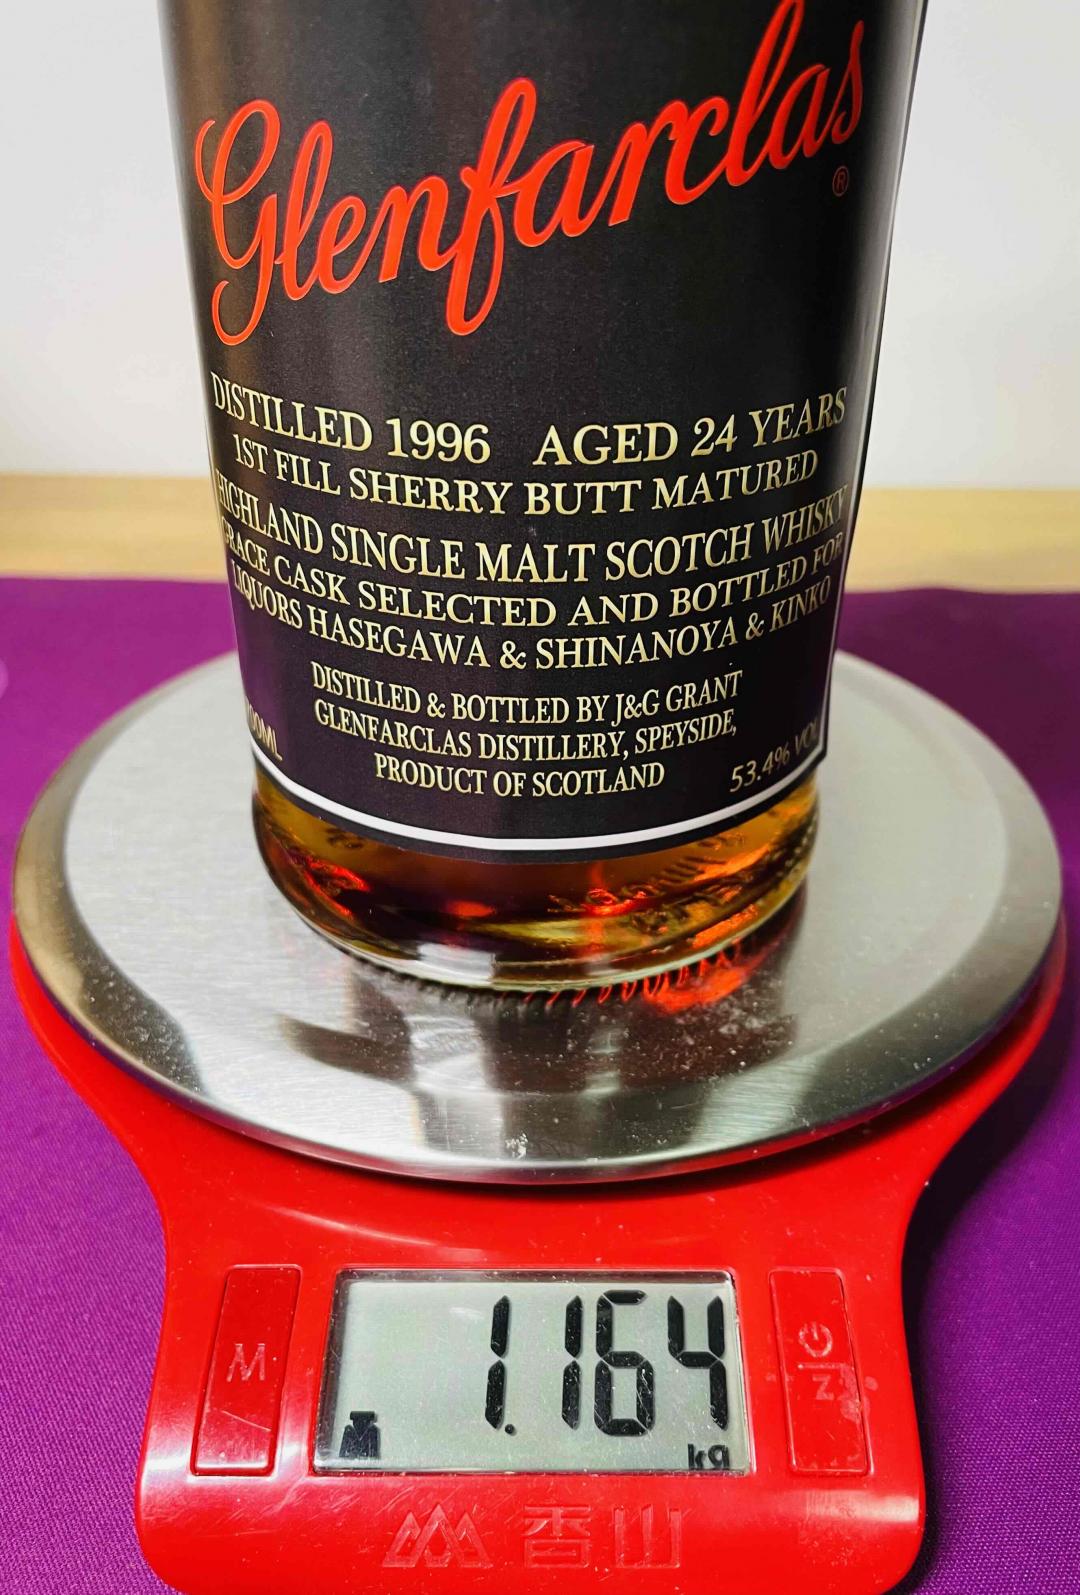 Glenfarclas
®
DISTILLED 1996 AGED 24 YEARS
1ST FILL SHERRY BUTT MATURED
HIGHLAND SINGLE MALT SCOTCH WHISKY
GRACE CASK SELECTED AND BOTTLED FOR
LIQUORS HASEGAWA & SHINANOYA & KINKO
DISTILLED & BOTTLED BY J&G GRANT
GLENFARCLAS DISTILLERY, SPEYSIDE,
PRODUCT OF SCOTLAND
700ML 53.4% VOL
M
1.164
kg
Z
香山